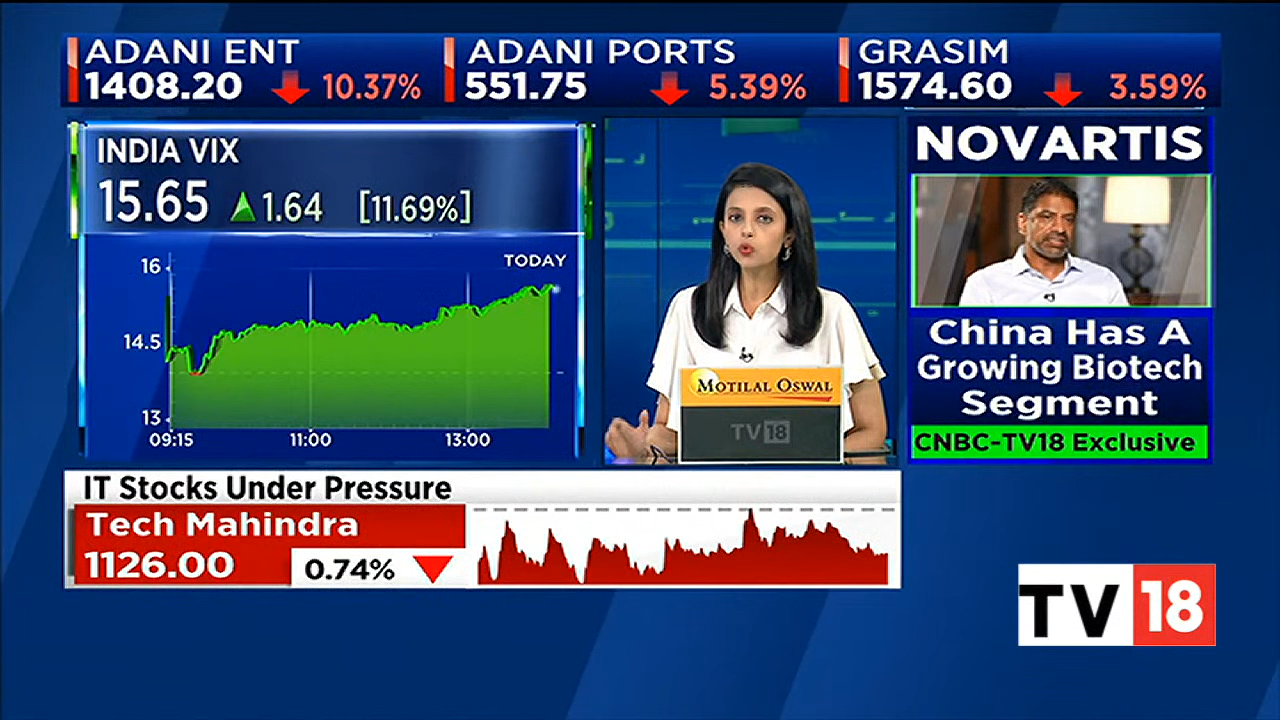 ADANI ENT
1408.20 10.37%
ADANI PORTS
551.75 5.39%
GRASIM
1574.60 3.59%
INDIA VIX
15.65 1.64 [11.69%]
TODAY
16
14.5
13
09:15 11:00 13:00
MOTILAL OSWAL
TV18
NOVARTIS
China Has A
Growing Biotech
Segment
CNBC-TV18 Exclusive
IT Stocks Under Pressure
Tech Mahindra
1126.00 0.74%
TV18